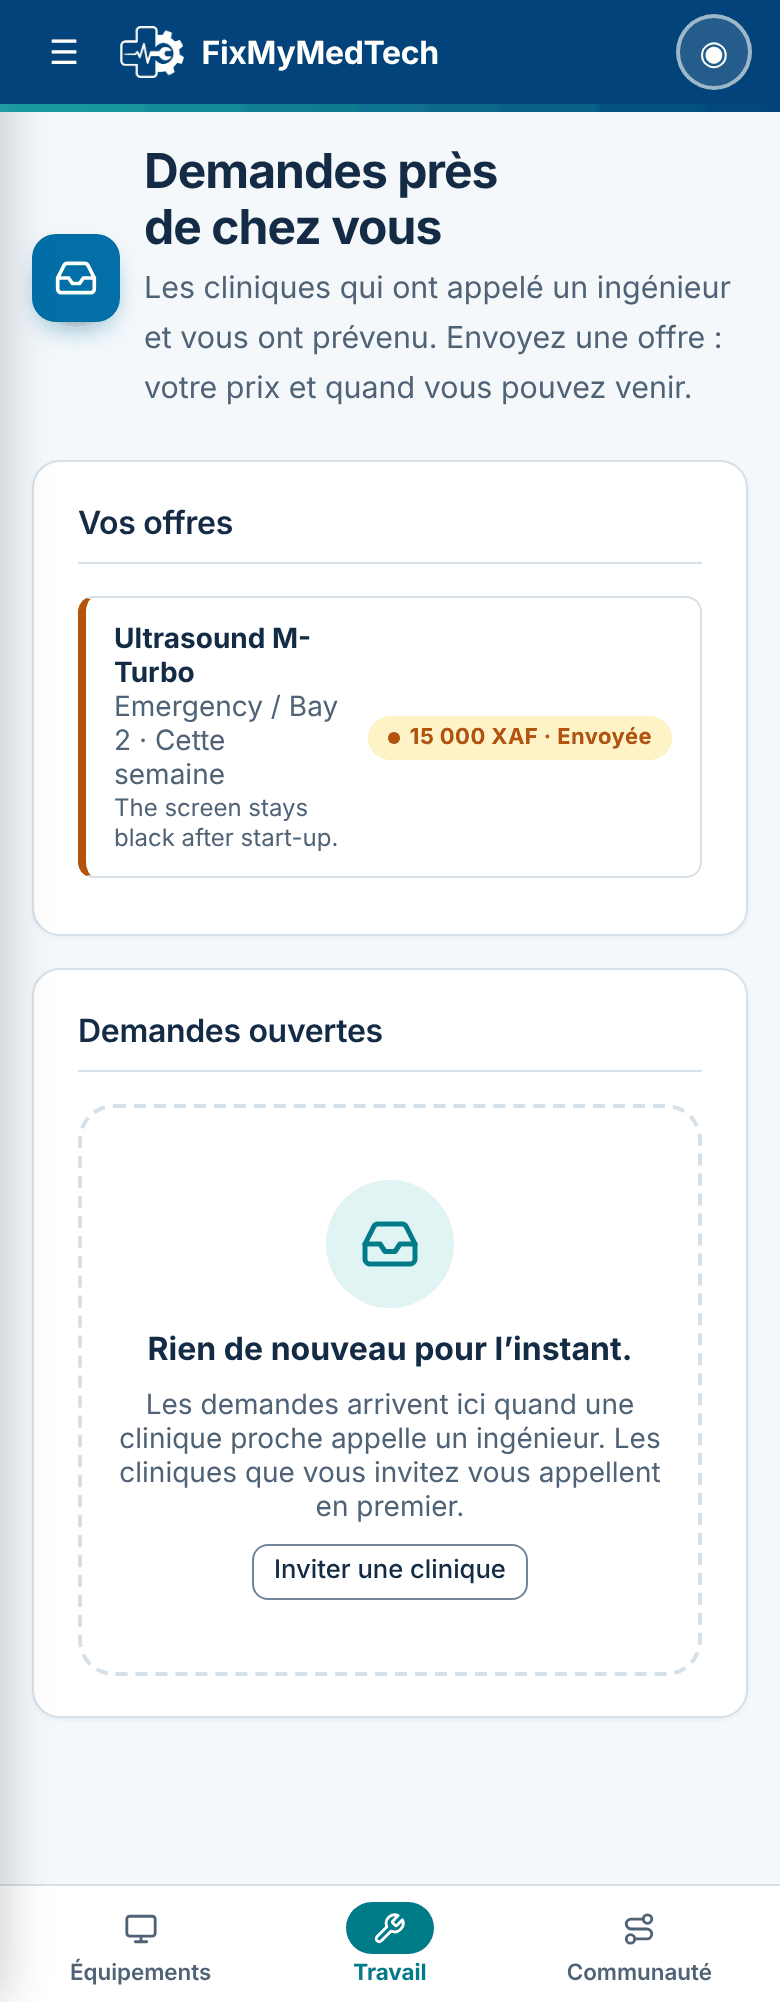 FixMyMedTech
Demandes près
de chez vous
Les cliniques qui ont appelé un ingénieur
et vous ont prévenu. Envoyez une offre :
votre prix et quand vous pouvez venir.
Vos offres
Ultrasound M-
Turbo
Emergency / Bay
2 · Cette
semaine
The screen stays
black after start-up.
15 000 XAF · Envoyée
Demandes ouvertes
Rien de nouveau pour l’instant.
Les demandes arrivent ici quand une
clinique proche appelle un ingénieur. Les
cliniques que vous invitez vous appellent
en premier.
Inviter une clinique
Équipements
Travail
Communauté